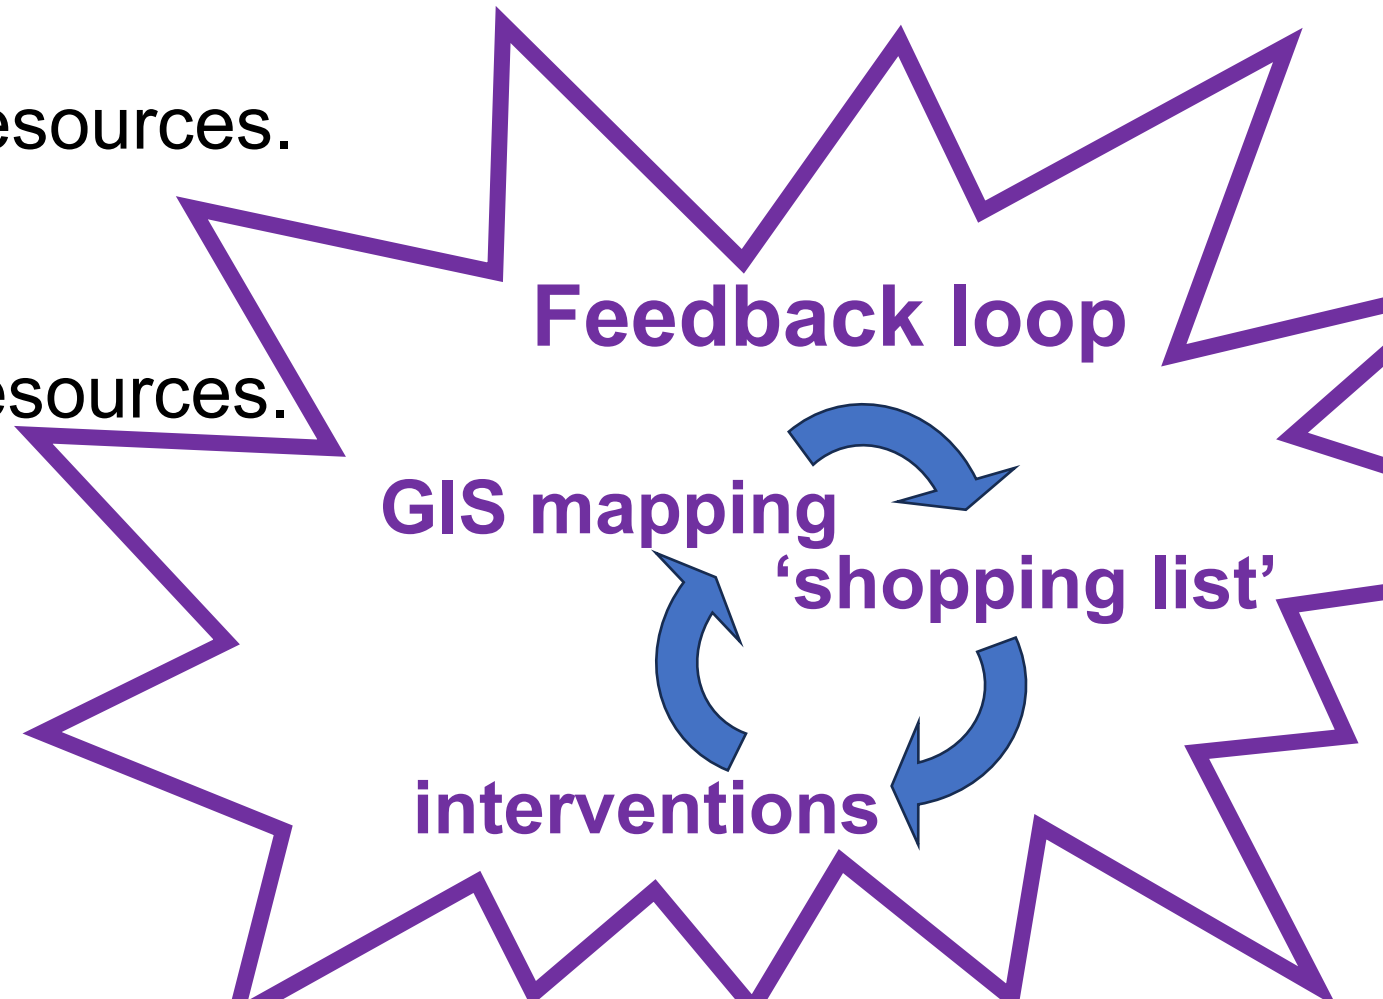 esources.
Feedback loop
esources.
GIS mapping
‘shopping list’
interventions